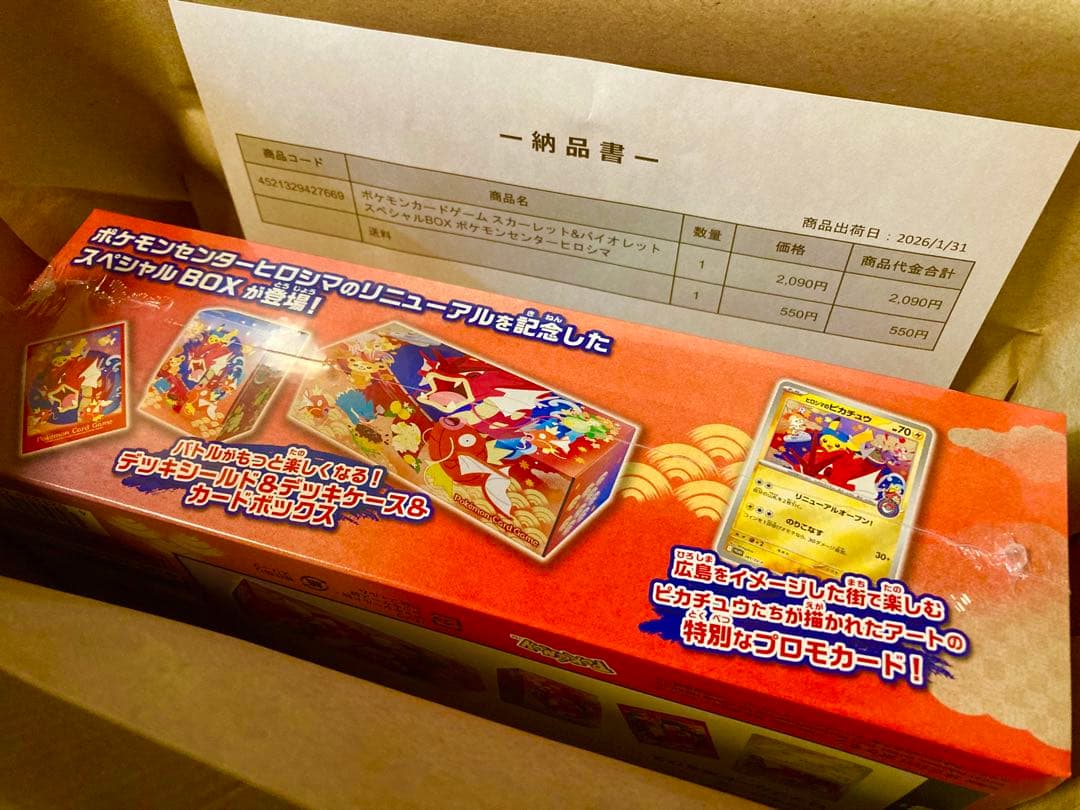 ー納品書ー
商品出荷日:2026/1/31
商品コード 商品名 数量 価格 商品代金合計
4521329427669 ポケモンカードゲーム スカーレット&バイオレット
スペシャルBOX ポケモンセンターヒロシマ 1 2,090円 2,090円
送料 1 550円 550円
ポケモンセンターヒロシマのリニューアルを記念した
スペシャルBOXが登場!
Pokémon Card Game
Pokémon Card Game
バトルがもっと楽しくなる!
デッキシールド&デッキケース&
カードボックス
ヒロシマのピカチュウ HP70
リニューアルオープン!
のりこなす
30+
広島をイメージした街で楽しむ
ピカチュウたちが描かれたアートの
特別なプロモカード!